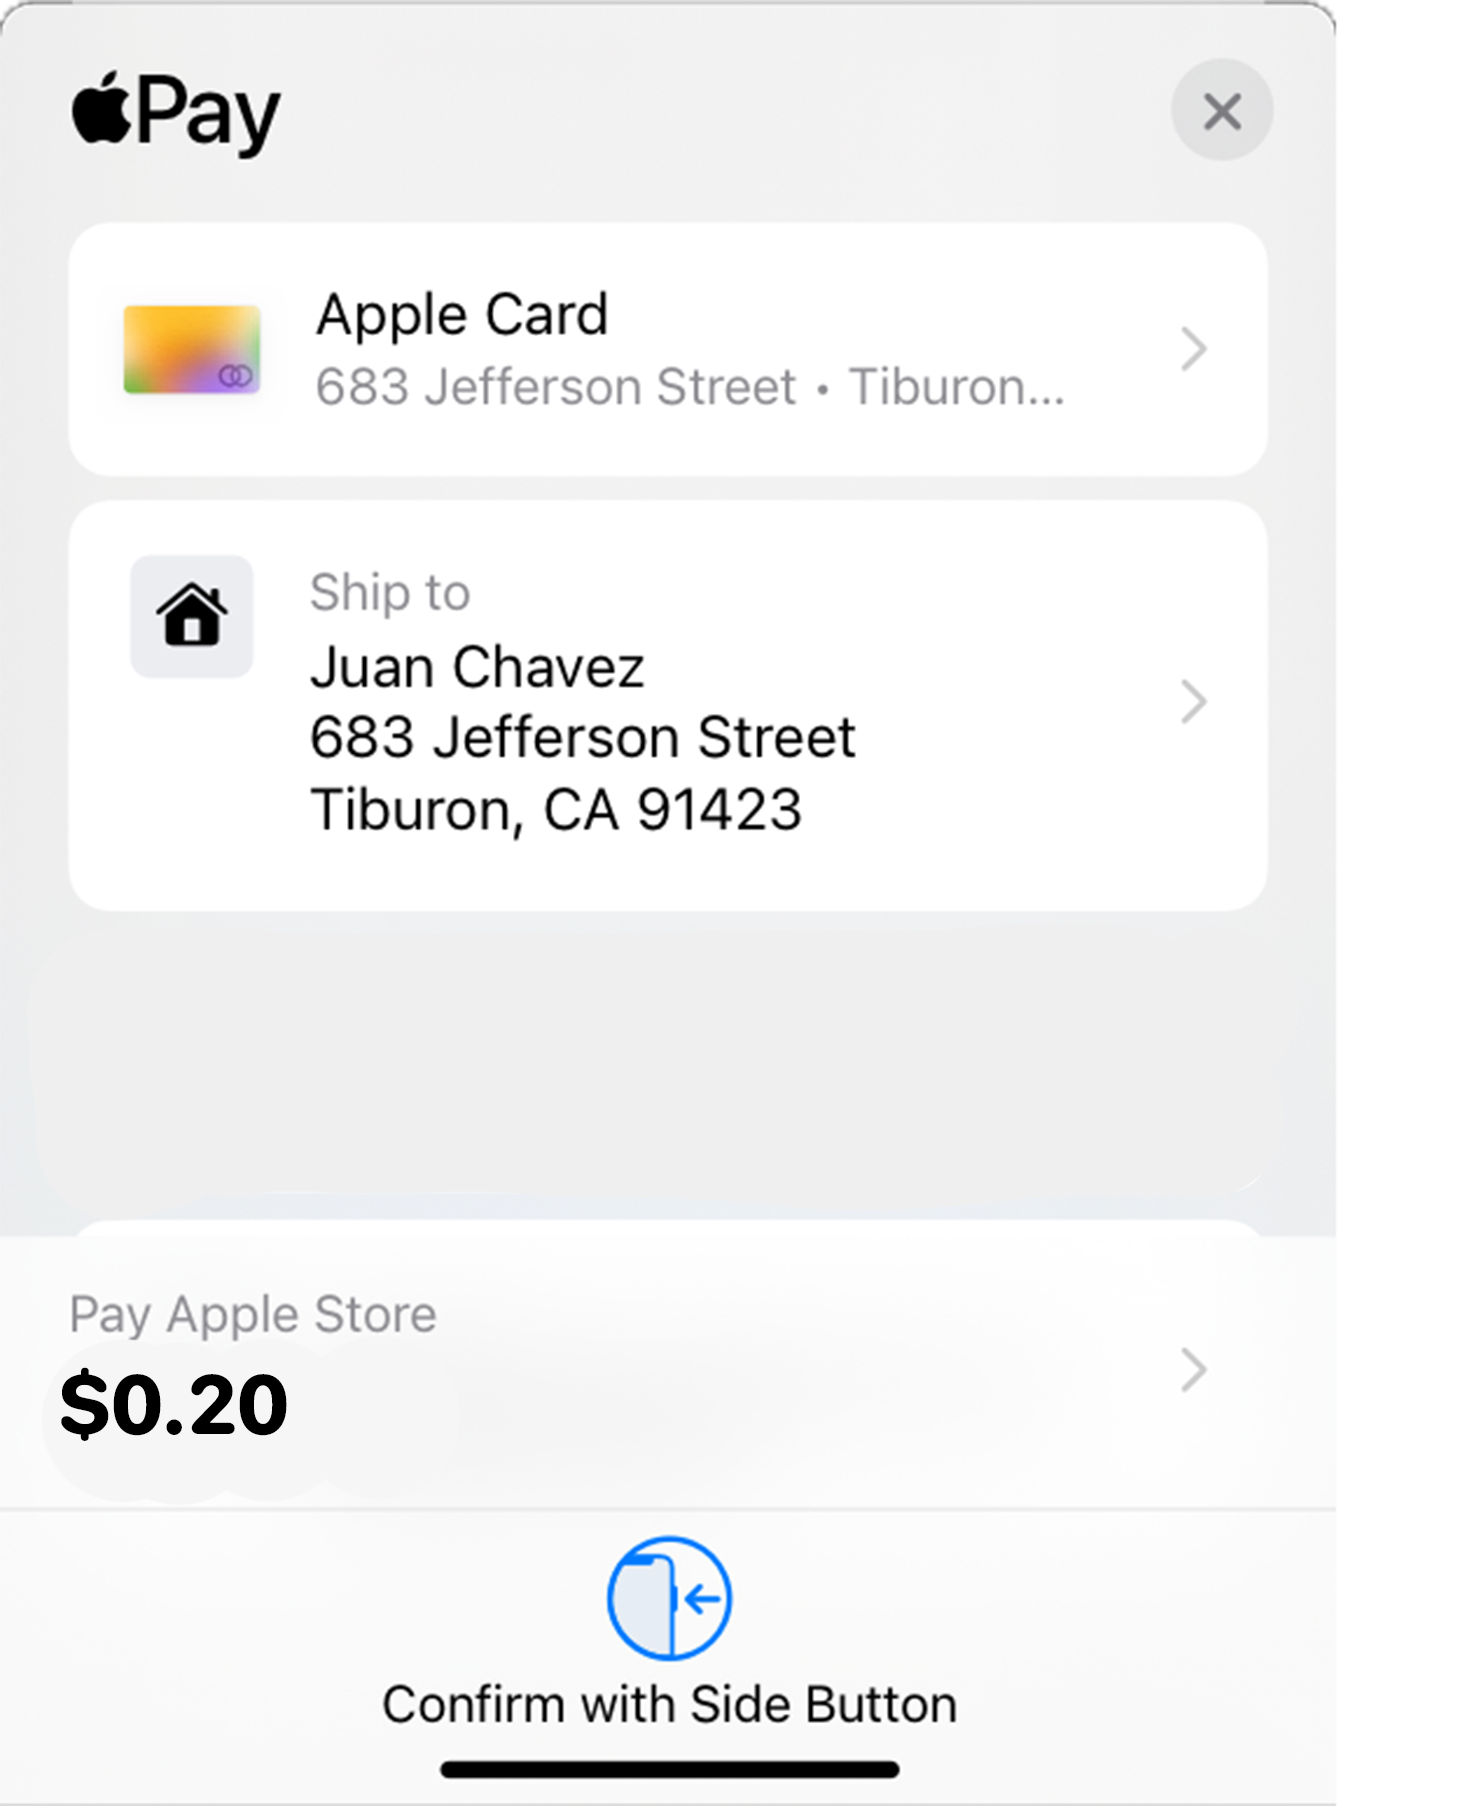 Pay
Apple Card
683 Jefferson Street • Tiburon...
Ship to
Juan Chavez
683 Jefferson Street
Tiburon, CA 91423
Pay Apple Store
$0.20
Confirm with Side Button